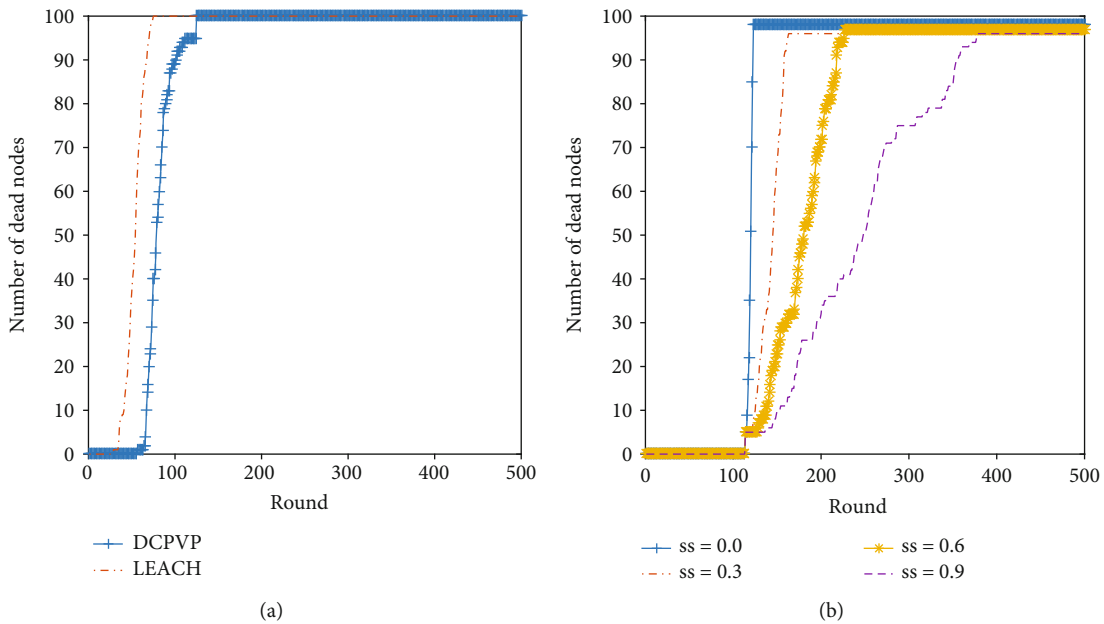 100
90
80
70
60
50
40
30
20
10
0
Number of dead nodes
0 100 200 300 400 500
Round
DCPVP
LEACH
(a)
100
90
80
70
60
50
40
30
20
10
0
Number of dead nodes
0 100 200 300 400 500
Round
ss = 0.0
ss = 0.3
ss = 0.6
ss = 0.9
(b)